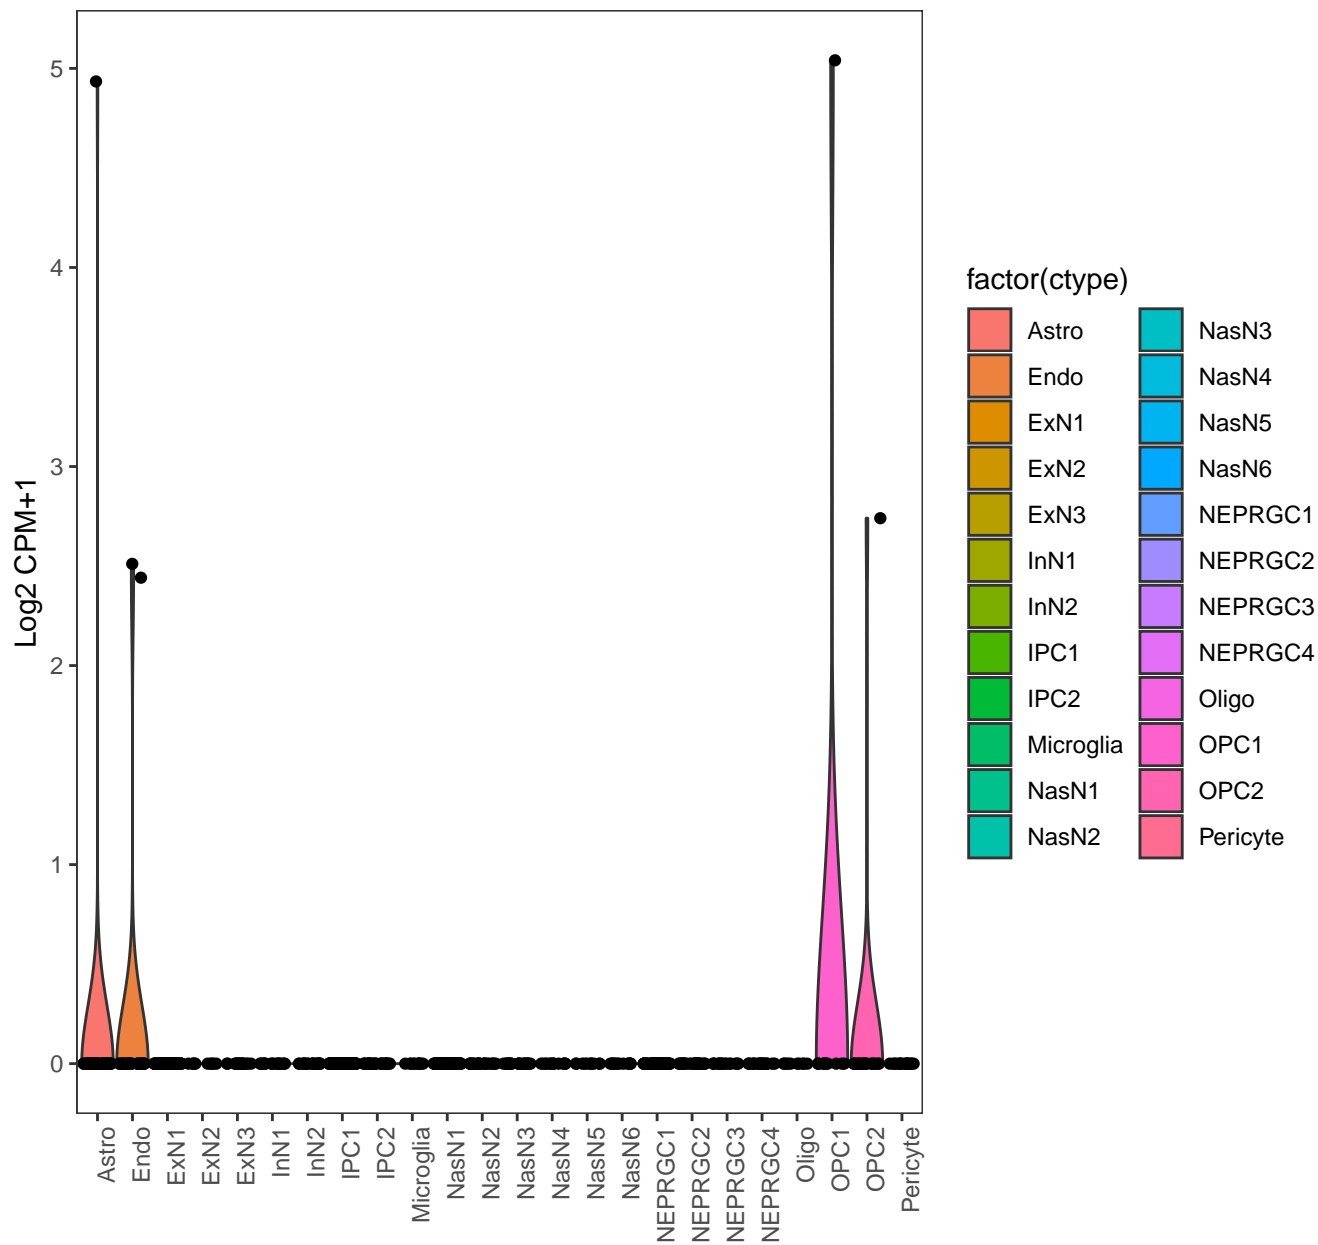 5
4
3
2
1
0
Log2 CPM+1
Astro
Endo
ExN1
ExN2
ExN3
InN1
InN2
IPC1
IPC2
Microglia
NasN1
NasN2
NasN3
NasN4
NasN5
NasN6
NEPRGC1
NEPRGC2
NEPRGC3
NEPRGC4
Oligo
OPC1
OPC2
Pericyte
factor(ctype)
Astro
Endo
ExN1
ExN2
ExN3
InN1
InN2
IPC1
IPC2
Microglia
NasN1
NasN2
NasN3
NasN4
NasN5
NasN6
NEPRGC1
NEPRGC2
NEPRGC3
NEPRGC4
Oligo
OPC1
OPC2
Pericyte